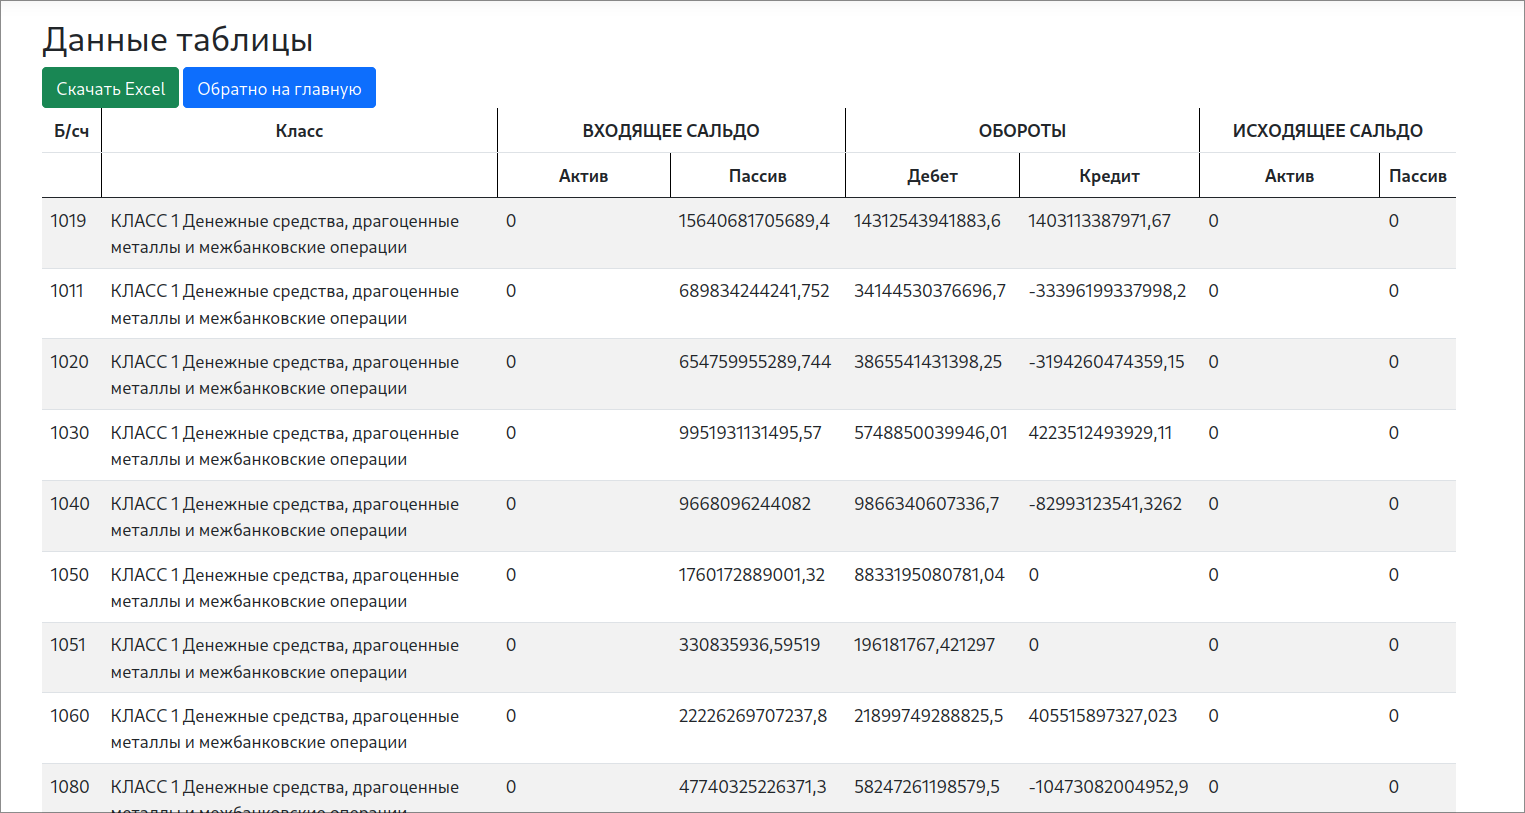 Данные таблицы
Скачать Excel Обратно на главную
Б/сч Класс ВХОДЯЩЕЕ САЛЬДО ОБОРОТЫ ИСХОДЯЩЕЕ САЛЬДО
Актив Пассив Дебет Кредит Актив Пассив
1019 КЛАСС 1 Денежные средства, драгоценные 0 15640681705689,4 14312543941883,6 1403113387971,67 0 0
металлы и межбанковские операции
1011 КЛАСС 1 Денежные средства, драгоценные 0 689834244241,752 34144530376696,7 -33396199337998,2 0 0
металлы и межбанковские операции
1020 КЛАСС 1 Денежные средства, драгоценные 0 654759955289,744 3865541431398,25 -3194260474359,15 0 0
металлы и межбанковские операции
1030 КЛАСС 1 Денежные средства, драгоценные 0 9951931131495,57 5748850039946,01 4223512493929,11 0 0
металлы и межбанковские операции
1040 КЛАСС 1 Денежные средства, драгоценные 0 9668096244082 9866340607336,7 -82993123541,3262 0 0
металлы и межбанковские операции
1050 КЛАСС 1 Денежные средства, драгоценные 0 1760172889001,32 8833195080781,04 0 0 0
металлы и межбанковские операции
1051 КЛАСС 1 Денежные средства, драгоценные 0 330835936,59519 196181767,421297 0 0 0
металлы и межбанковские операции
1060 КЛАСС 1 Денежные средства, драгоценные 0 22226269707237,8 21899749288825,5 405515897327,023 0 0
металлы и межбанковские операции
1080 КЛАСС 1 Денежные средства, драгоценные 0 47740325226371,3 58247261198579,5 -10473082004952,9 0 0
металлы и межбанковские операции